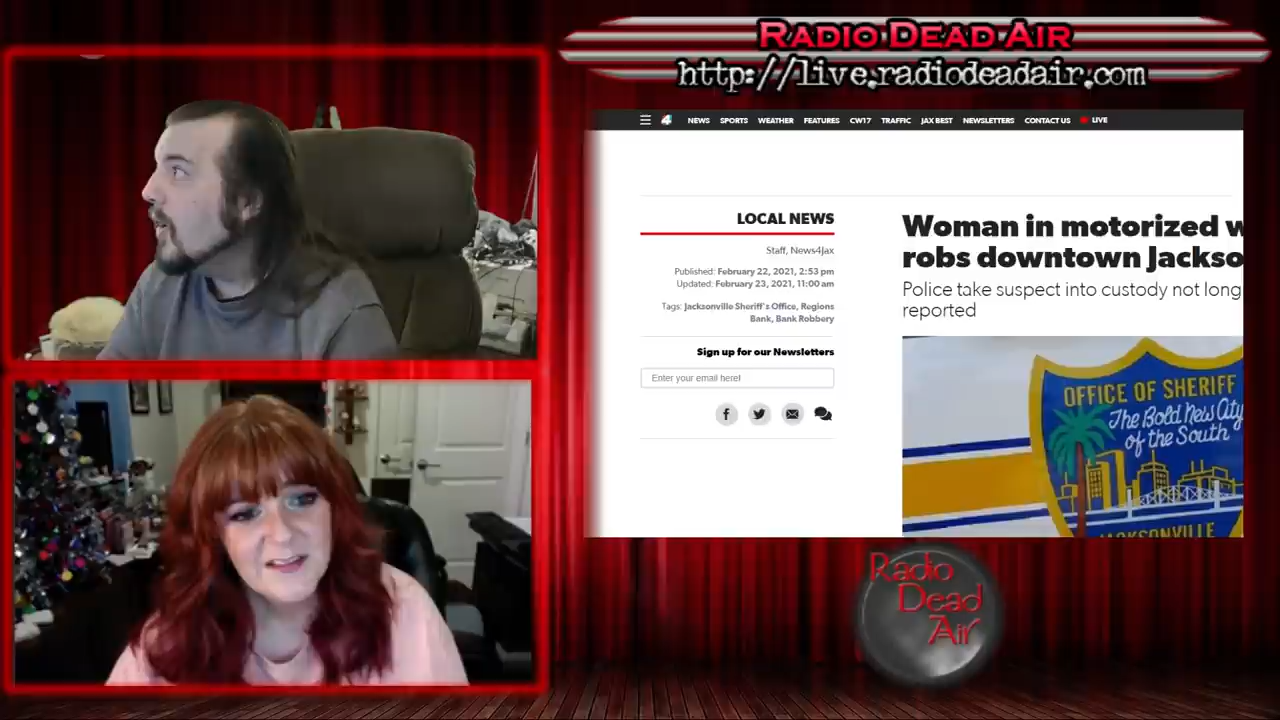 RADIO DEAD AIR
http://live.radiodeadair.com
NEWS SPORTS WEATHER FEATURES CW17 TRAFFIC JAX BEST NEWSLETTERS CONTACT US LIVE
LOCAL NEWS
Staff, News4Jax
Published: February 22, 2021, 2:53 pm
Updated: February 23, 2021, 11:00 am
Tags: Jacksonville Sheriff's Office, Regions
Bank, Bank Robbery
Sign up for our Newsletters
Enter your email here!
Woman in motorized w
robs downtown Jackso
Police take suspect into custody not long
reported
OFFICE OF SHERIFF
The Bold New City
of the South
JACKSONVILLE
Radio
Dead
Air